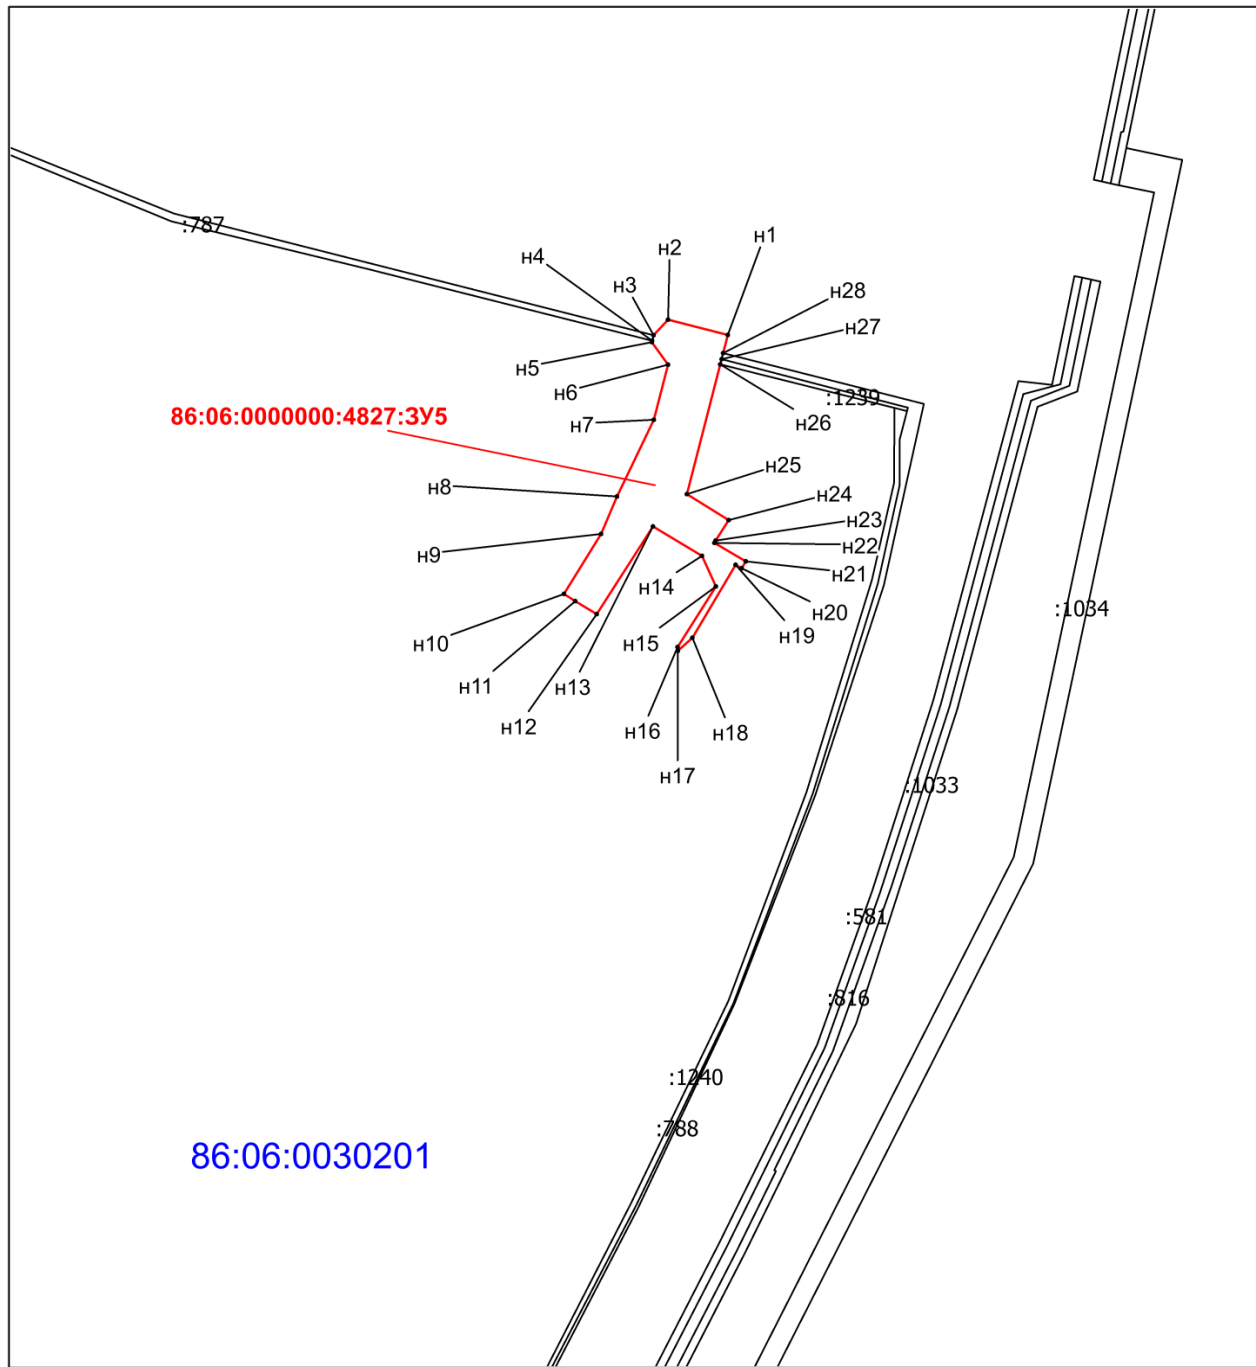 :787
н1
н2
н4
н3
н28
н27
н5
н6
:1239
86:06:0000000:4827:ЗУ5
н26
н7
н25
н8
н24
н23
н22
н9
н14
н21
:1034
н20
н10
н15
н19
н11
н13
н12
н16
н18
н17
:1033
:581
:816
:1240
:788
86:06:0030201